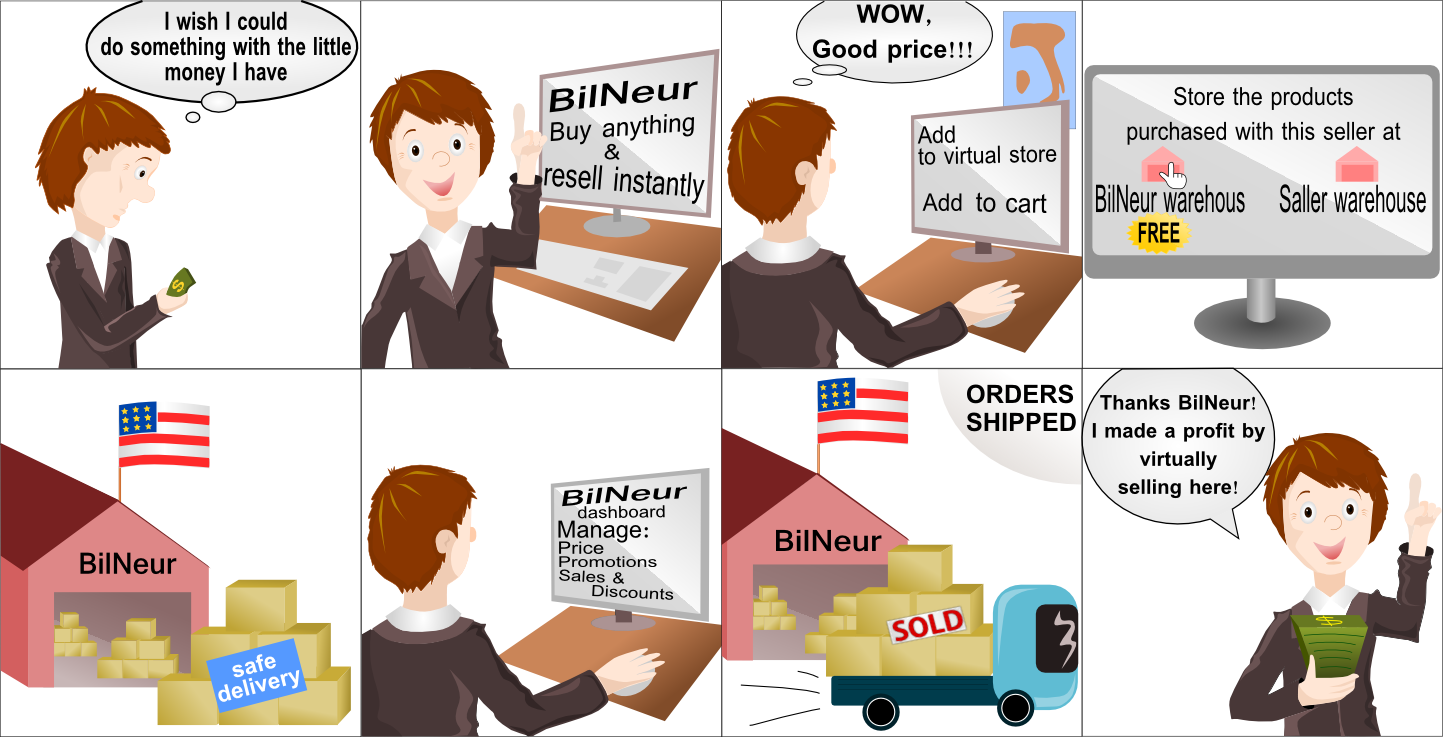 I wish I could
do something with the little
money I have
$
BilNeur
Buy anything
&
resell instantly
WOW,
Good price!!!
Add
to virtual store
Add to cart
Store the products
purchased with this seller at
BilNeur warehous
Saller warehouse
FREE
BilNeur
safe
delivery
BilNeur
dashboard
Manage:
Price
Promotions
Sales &
Discounts
ORDERS
SHIPPED
BilNeur
SOLD
Thanks BilNeur!
I made a profit by
virtually
selling here!
$